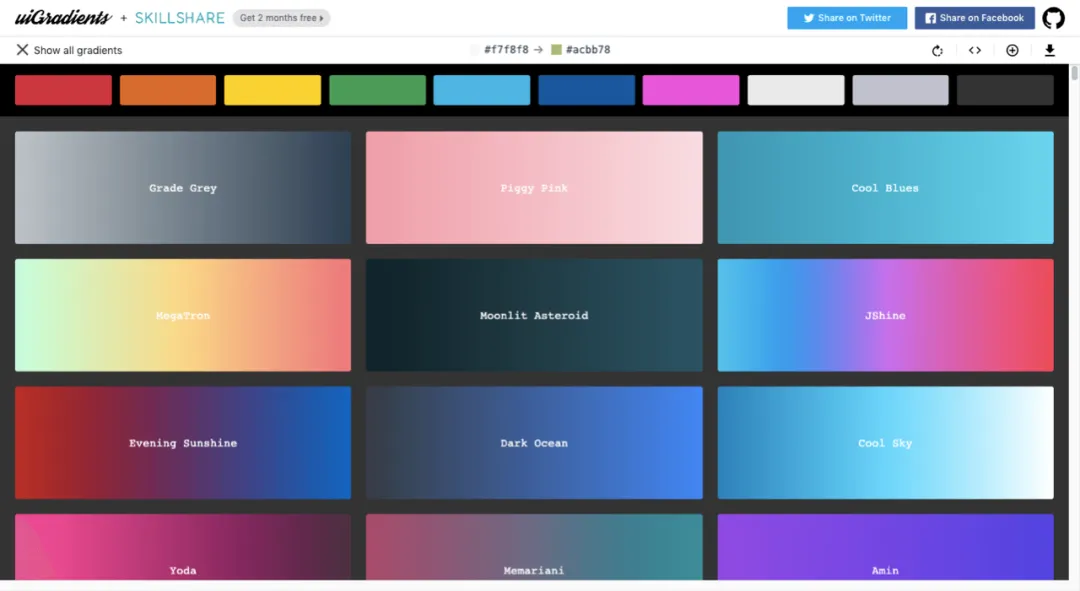 uiGradients + SKILLSHARE Get 2 months free Share on Twitter Share on Facebook
Show all gradients #f7f8f8 → #acbb78
Grade Grey Piggy Pink Cool Blues
MegaTron Moonlit Asteroid JShine
Evening Sunshine Dark Ocean Cool Sky
Yoda Memariani Amin